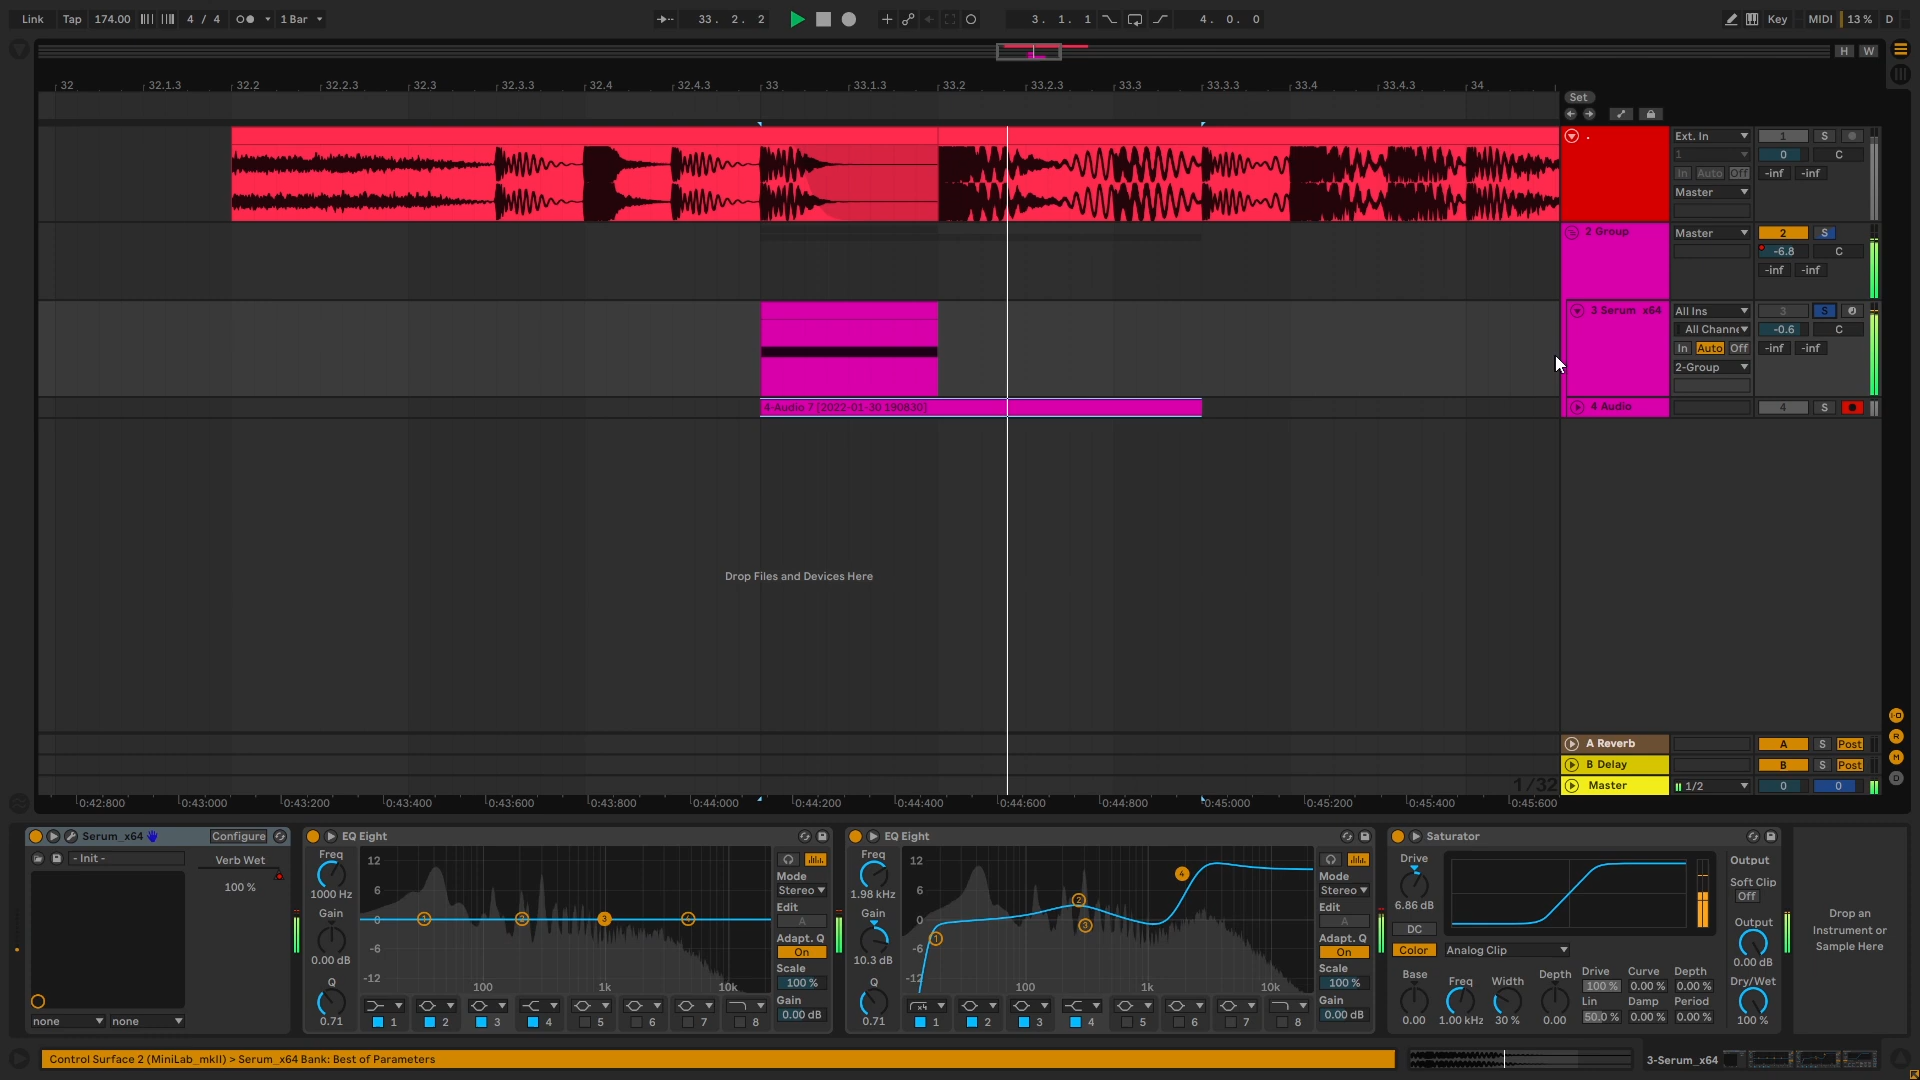 Link Tap 174.00 4 / 4 1 Bar 33. 2. 2 3. 1. 1 4. 0. 0 Key MIDI 13 % D
H W
32 32.1.3 32.2 32.2.3 32.3 32.3.3 32.4 32.4.3 33 33.1.3 33.2 33.2.3 33.3 33.3.3 33.4 33.4.3 34
Set
. Ext. In 1 S
1 0 C
In Auto Off -inf -inf
Master
2 Group Master 2 S
-6.8 C
-inf -inf
3 Serum_x64 All Ins 3 S
All Channe -0.6 C
In Auto Off -inf -inf
2-Group
4-Audio 7 [2022-01-30 190830] 4 Audio 4 S
Drop Files and Devices Here
A Reverb A S Post
B Delay B S Post
1/32 Master 1/2 0 0
0:42:800 0:43:000 0:43:200 0:43:400 0:43:600 0:43:800 0:44:000 0:44:200 0:44:400 0:44:600 0:44:800 0:45:000 0:45:200 0:45:400 0:45:600
Serum_x64 Configure
- Init -
Verb Wet
100 %
none none
EQ Eight
Freq
1000 Hz
Gain
0.00 dB
Q
0.71
12
6
0
-6
-12
100 1k 10k
1 2 3 4
1 2 3 4 5 6 7 8
Mode
Stereo
Edit
A
Adapt. Q
On
Scale
100 %
Gain
0.00 dB
EQ Eight
Freq
1.98 kHz
Gain
10.3 dB
Q
0.71
12
6
0
-6
-12
100 1k 10k
1 2 3 4
1 2 3 4 5 6 7 8
Mode
Stereo
Edit
A
Adapt. Q
On
Scale
100 %
Gain
0.00 dB
Saturator
Drive
6.86 dB
DC
Color Analog Clip
Base Freq Width Depth
0.00 1.00 kHz 30 % 0.00
Drive Curve Depth
100 % 0.00 % 0.00 %
Lin Damp Period
50.0 % 0.00 % 0.00 %
Output
Soft Clip
Off
Output
0.00 dB
Dry/Wet
100 %
Drop an
Instrument or
Sample Here
Control Surface 2 (MiniLab_mkII) > Serum_x64 Bank: Best of Parameters
3-Serum_x64